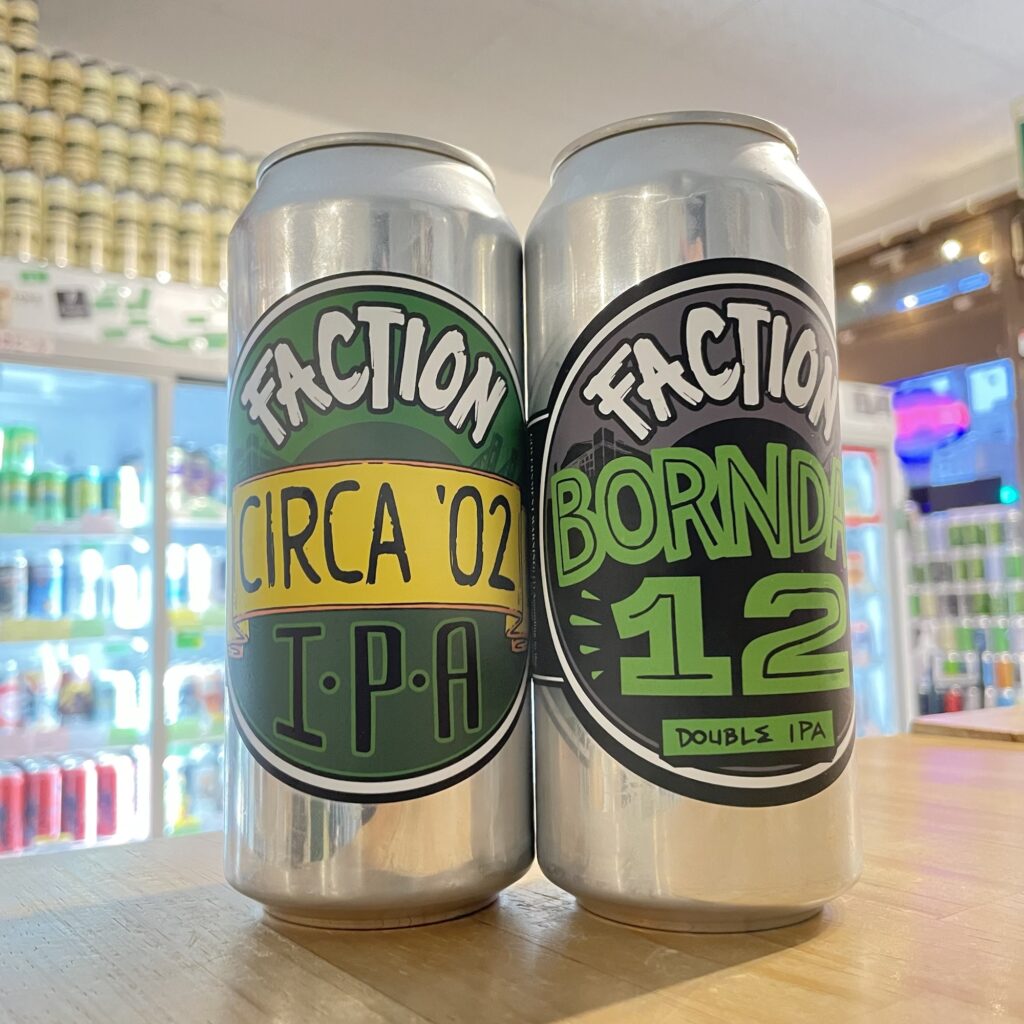 FACTION
CIRCA '02
I·P·A
FACTION
BORNDA
12
DOUBLE IPA